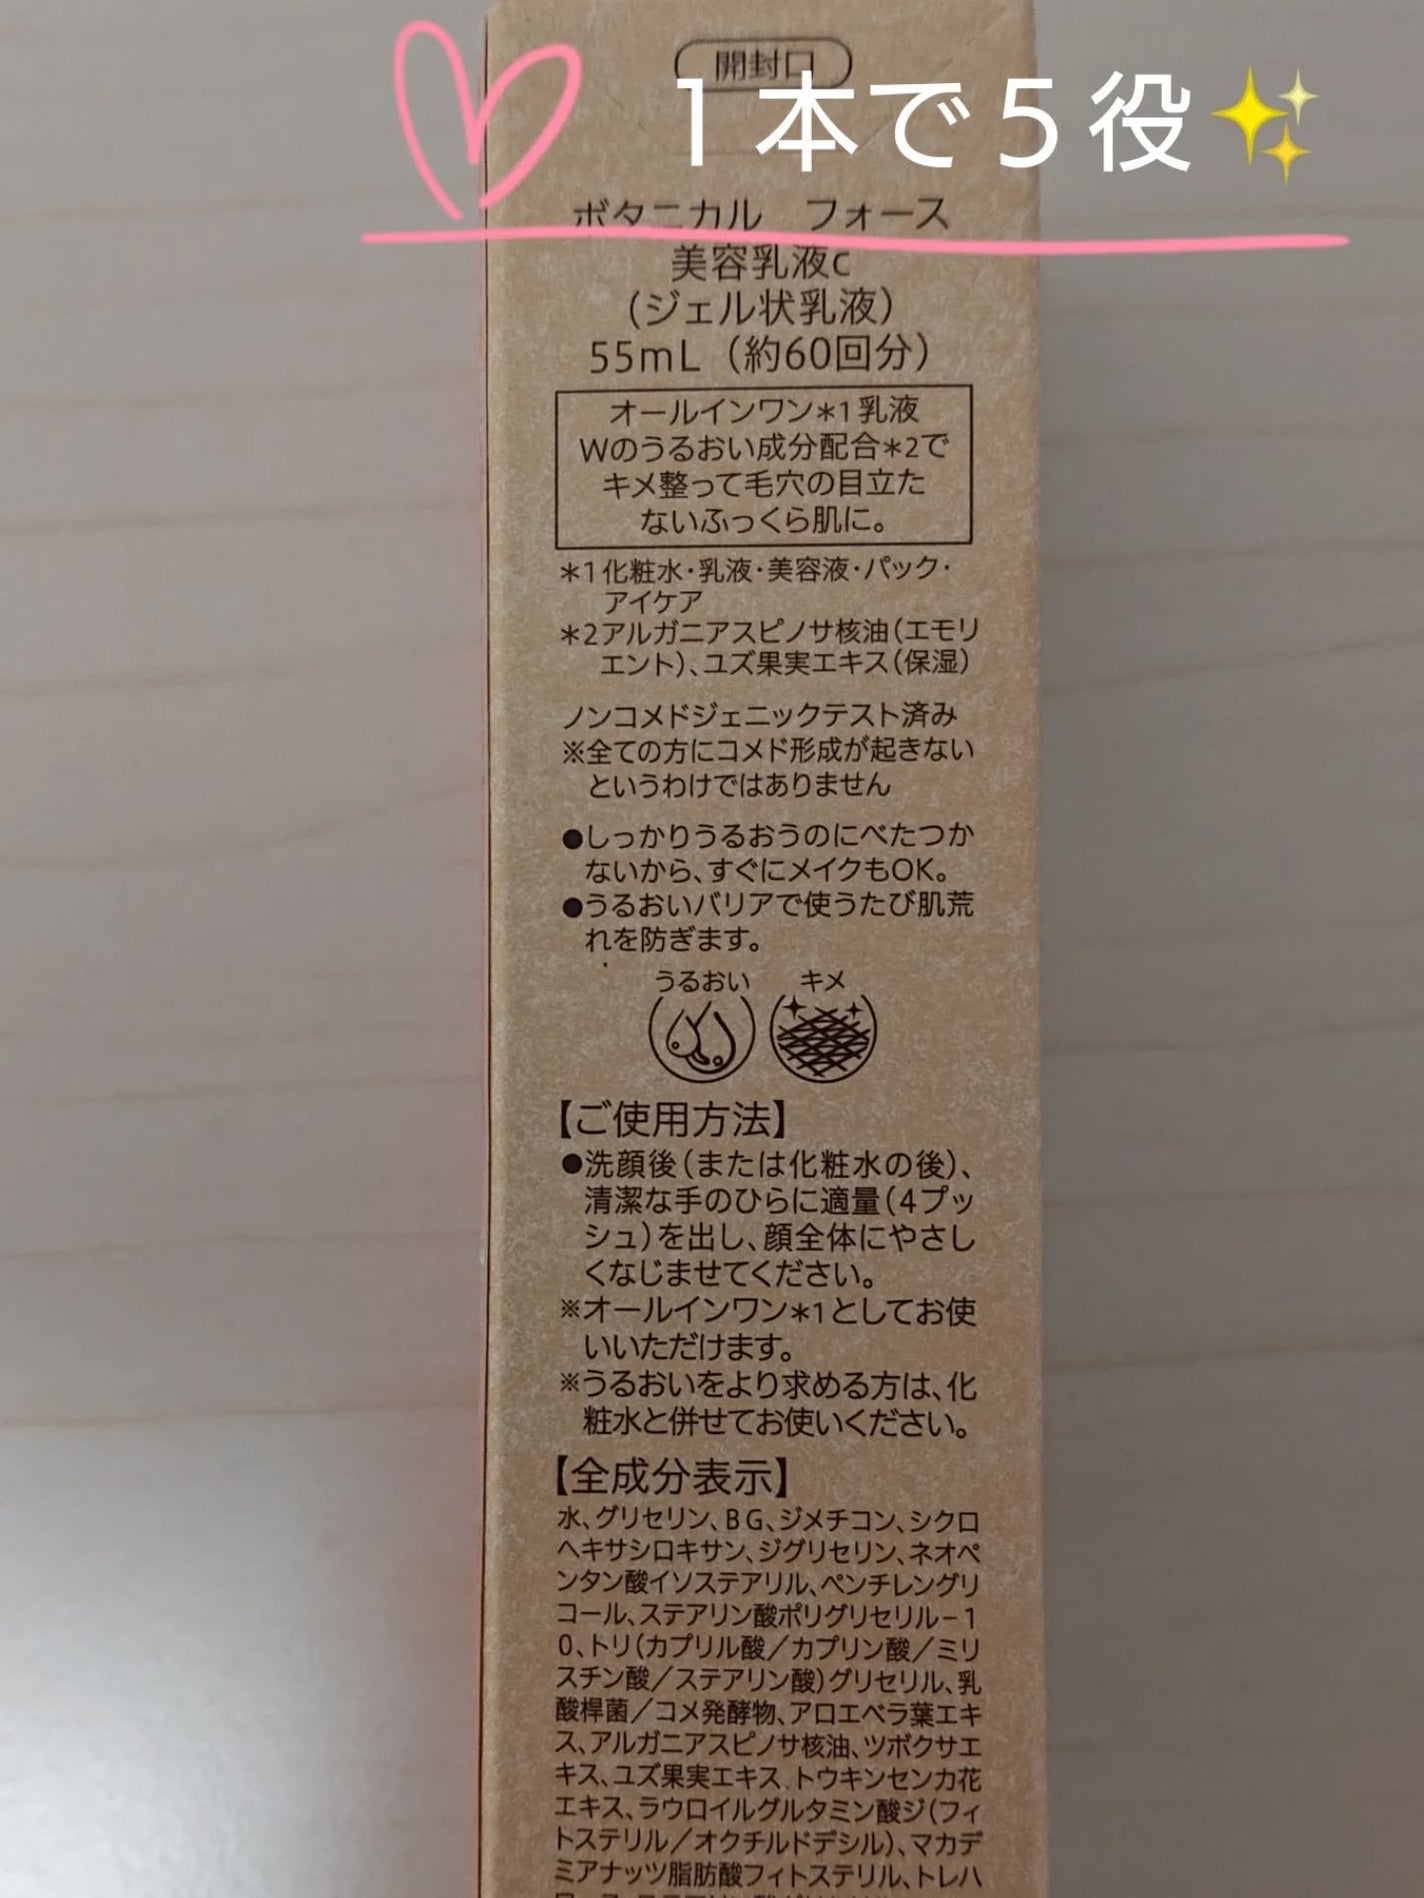 開封口
1本で5役✨
ボタニカル フォース
美容乳液c
(ジェル状乳液)
55mL(約60回分)
オールインワン*1乳液
Wのうるおい成分配合*2で
キメ整って毛穴の目立た
ないふっくら肌に。
*1化粧水・乳液・美容液・パック・
アイケア
*2アルガニアスピノサ核油(エモリ
エント)、ユズ果実エキス(保湿)
ノンコメドジェニックテスト済み
※全ての方にコメド形成が起きない
というわけではありません
●しっかりうるおうのにべたつか
ないから、すぐにメイクもOK。
●うるおいバリアで使うたび肌荒
れを防ぎます。
うるおい キメ
【ご使用方法】
●洗顔後(または化粧水の後)、
清潔な手のひらに適量(4プッ
シュ)を出し、顔全体にやさし
くなじませてください。
※オールインワン*1としてお使
いいただけます。
※うるおいをより求める方は、化
粧水と併せてお使いください。
【全成分表示】
水、グリセリン、BG、ジメチコン、シクロ
ヘキサシロキサン、ジグリセリン、ネオペ
ンタン酸イソステアリル、ペンチレングリ
コール、ステアリン酸ポリグリセリル-1
0、トリ(カプリル酸/カプリン酸/ミリ
スチン酸/ステアリン酸)グリセリル、乳
酸桿菌/コメ発酵物、アロエベラ葉エキ
ス、アルガニアスピノサ核油、ツボクサエ
キス、ユズ果実エキス、トウキンセンカ花
エキス、ラウロイルグルタミン酸ジ(フィ
トステリル/オクチルドデシル)、マカデ
ミアナッツ脂肪酸フィトステリル、トレハ